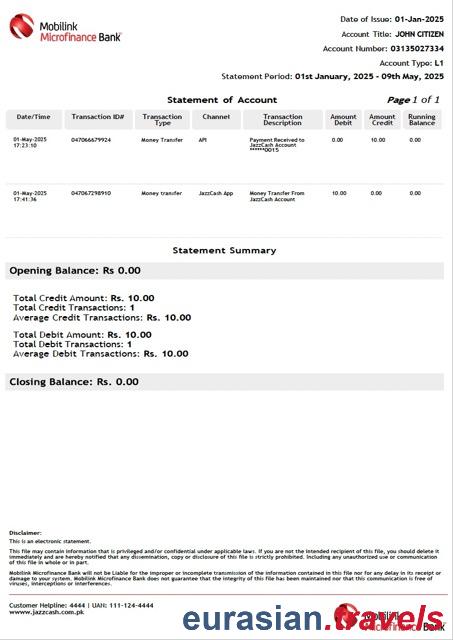 Mobilink
Microfinance Bank
Date of Issue: 01-Jan-2025
Account Title: JOHN CITIZEN
Account Number: 03135027334
Account Type: L1
Statement Period: 01st January, 2025 - 09th May, 2025
Statement of Account
Page 1 of 1
Date/Time Transaction ID# Transaction Type Channel Transaction Description Amount Debit Amount Credit Running Balance
01-May-2025 17:23:10 047066679924 Money Transfer API Payment Received to JazzCash Account ******0015 0.00 10.00 0.00
01-May-2025 17:41:36 047067298910 Money transfer JazzCash App Money Transfer From JazzCash Account 10.00 0.00 0.00
Statement Summary
Opening Balance: Rs 0.00
Total Credit Amount: Rs. 10.00
Total Credit Transactions: 1
Average Credit Transactions: Rs. 10.00
Total Debit Amount: Rs. 10.00
Total Debit Transactions: 1
Average Debit Transactions: Rs. 10.00
Closing Balance: Rs. 0.00
Disclaimer:
This is an electronic statement.
This file may contain information that is privileged and/or confidential under applicable laws. If you are not the intended recipient of this file, you should delete it
immediately and are hereby notified that any dissemination, copy or disclosure of this file is strictly prohibited. Including any unauthorized use or communication
of this file in whole or in part.
Mobilink Microfinance Bank will not be Liable for the improper or incomplete transmission of the information contained in this file nor for any delay in its receipt or
damage to your system. Mobilink Microfinance Bank does not guarantee that the integrity of this file has been maintained nor that this communication is free of
viruses, interceptions or interferences.
Customer Helpline: 4444 | UAN: 111-124-4444
www.jazzcash.com.pk
Mobilink
Bank
eurasian.travels